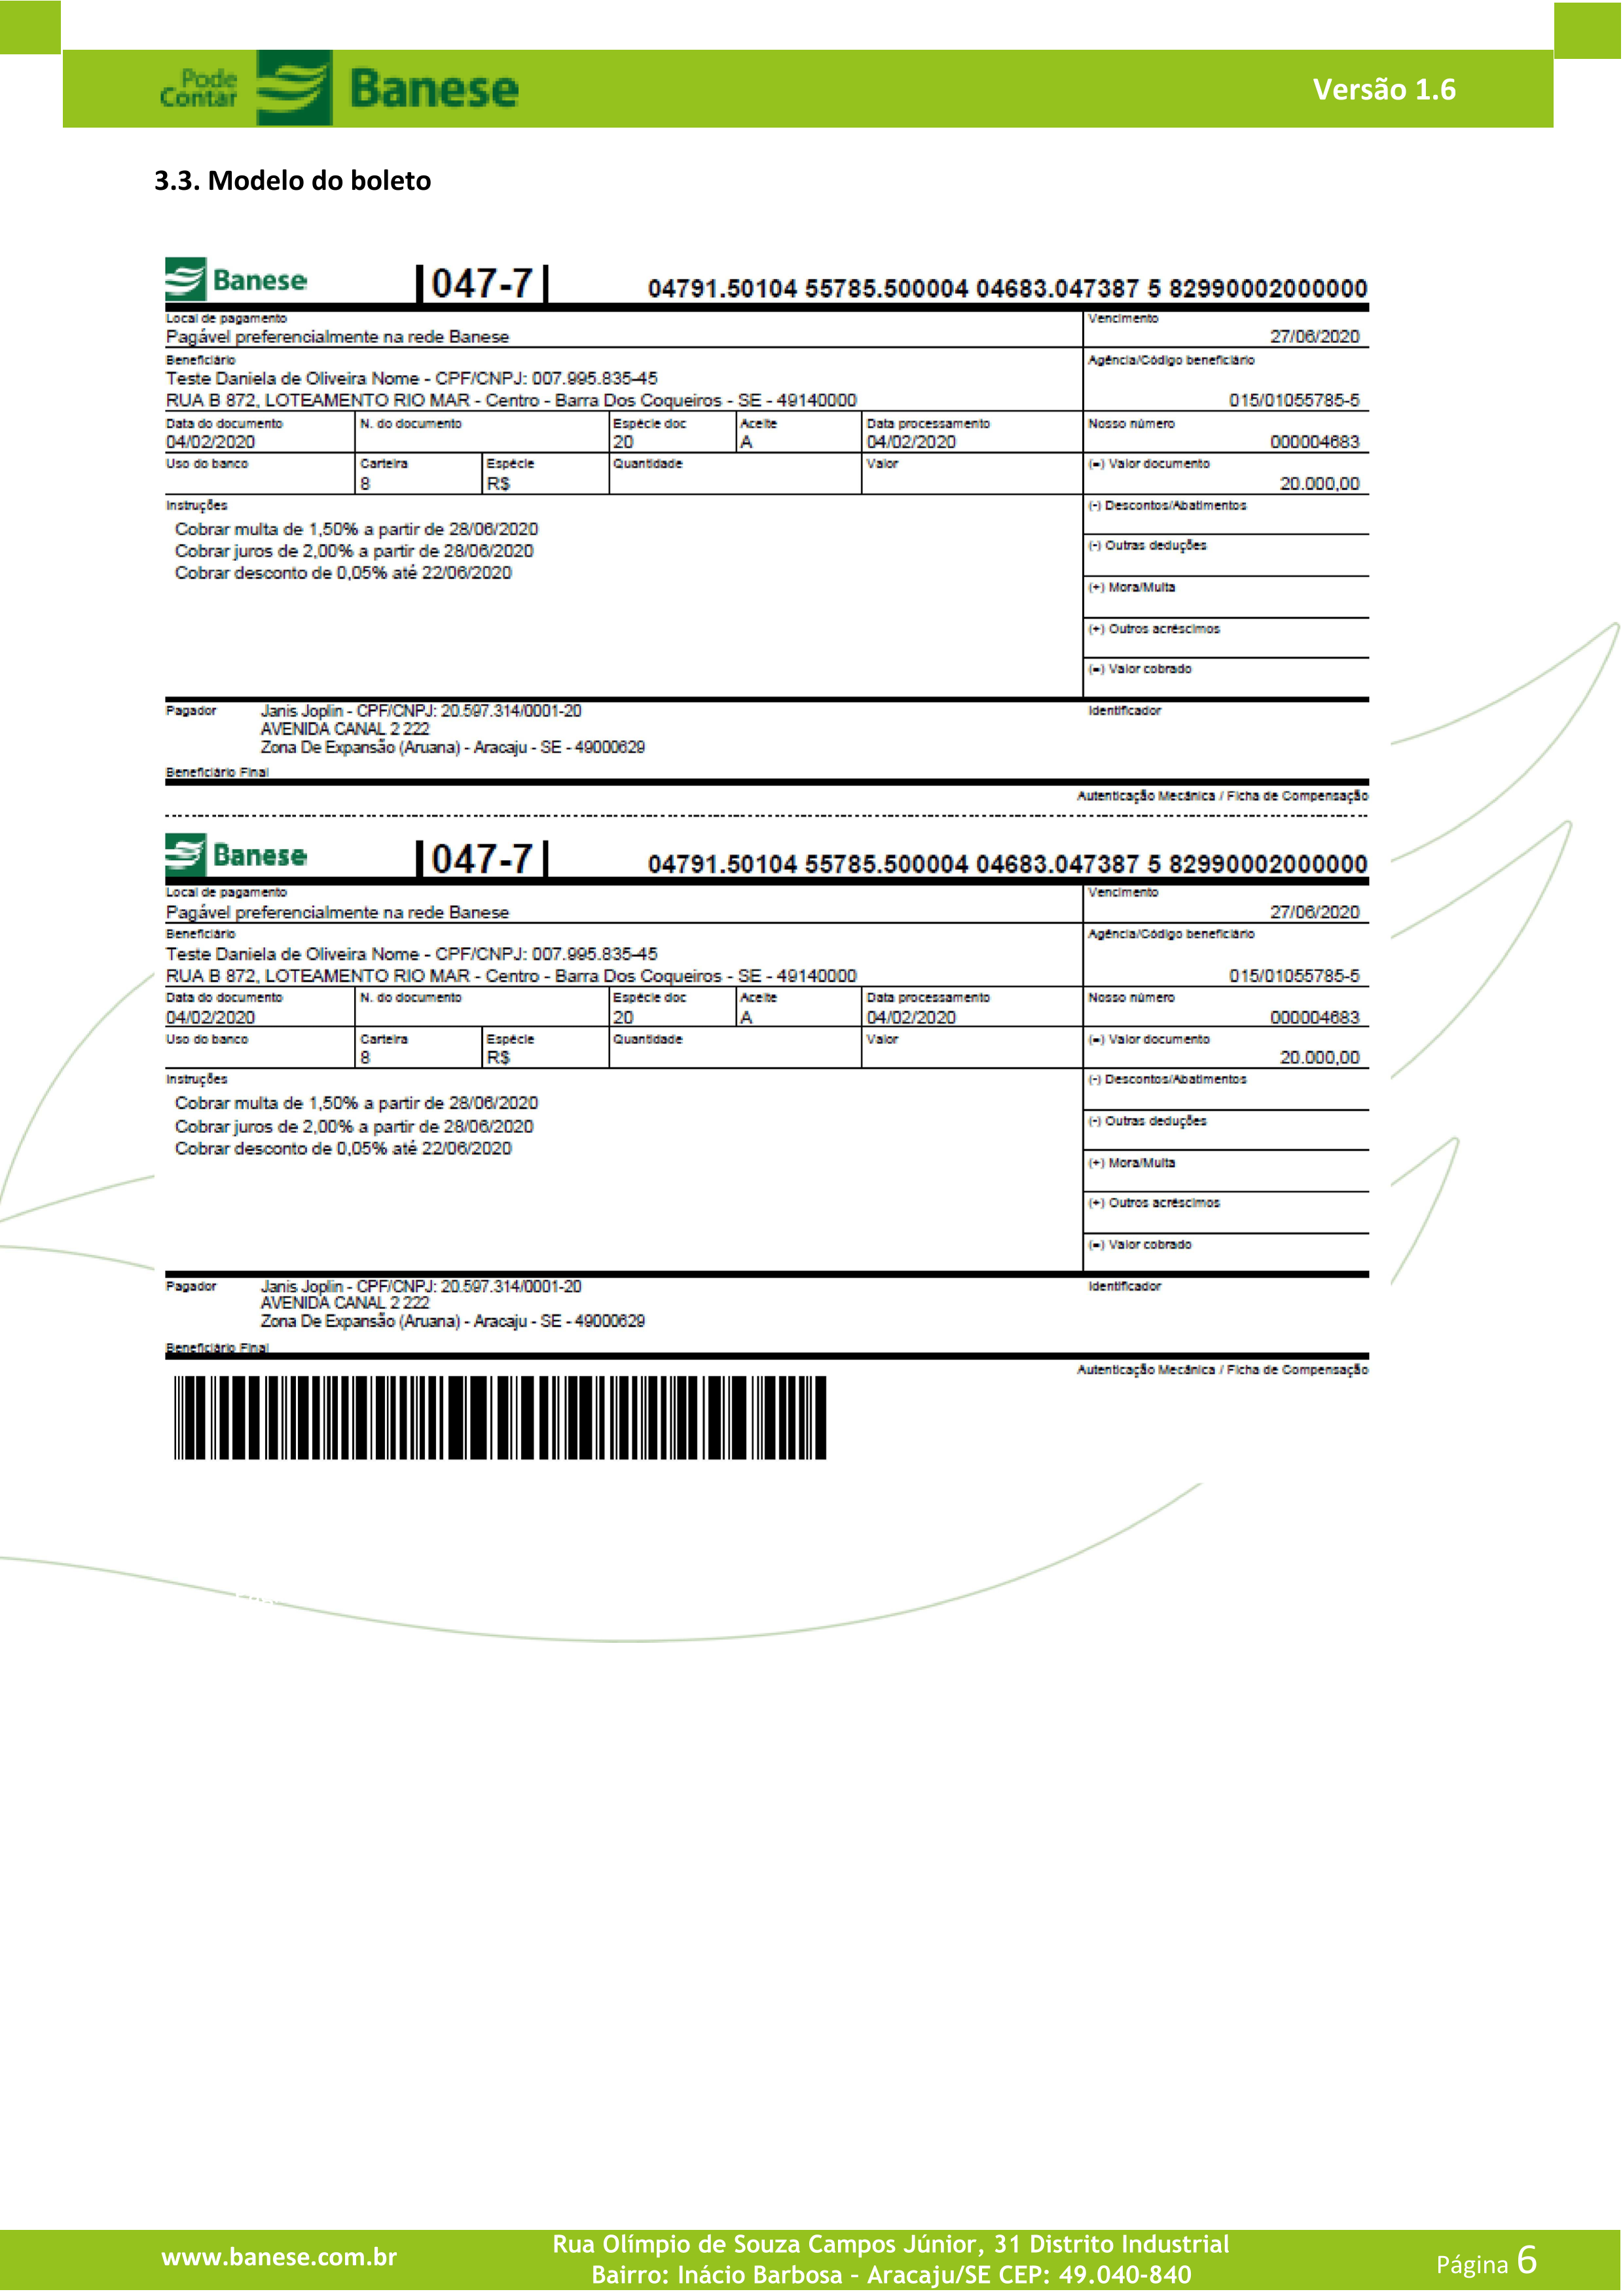 Pode
Contar
Banese
Versão 1.6
3.3. Modelo do boleto
Banese |047-7| 04791.50104 55785.500004 04683.047387 5 82990002000000
Local de pagamento Vencimento
Pagável preferencialmente na rede Banese 27/06/2020
Beneficiário Agência/Código beneficiário
Teste Daniela de Oliveira Nome - CPF/CNPJ: 007.995.835-45
RUA B 872, LOTEAMENTO RIO MAR - Centro - Barra Dos Coqueiros - SE - 49140000 015/01055785-5
Data do documento N. do documento Espécie doc Aceite Data processamento Nosso número
04/02/2020 20 A 04/02/2020 000004683
Uso do banco Carteira Espécie Quantidade Valor (=) Valor documento
8 R$ 20.000,00
Instruções (-) Descontos/Abatimentos
Cobrar multa de 1,50% a partir de 28/06/2020
Cobrar juros de 2,00% a partir de 28/06/2020
(-) Outras deduções
Cobrar desconto de 0,05% até 22/06/2020
(+) Mora/Multa
(+) Outros acréscimos
(=) Valor cobrado
Pagador Janis Joplin - CPF/CNPJ: 20.597.314/0001-20 Identificador
AVENIDA CANAL 2 222
Zona De Expansão (Aruana) - Aracaju - SE - 49000629
Beneficiário Final
Autenticação Mecânica / Ficha de Compensação
Banese |047-7| 04791.50104 55785.500004 04683.047387 5 82990002000000
Local de pagamento Vencimento
Pagável preferencialmente na rede Banese 27/06/2020
Beneficiário Agência/Código beneficiário
Teste Daniela de Oliveira Nome - CPF/CNPJ: 007.995.835-45
RUA B 872, LOTEAMENTO RIO MAR - Centro - Barra Dos Coqueiros - SE - 49140000 015/01055785-5
Data do documento N. do documento Espécie doc Aceite Data processamento Nosso número
04/02/2020 20 A 04/02/2020 000004683
Uso do banco Carteira Espécie Quantidade Valor (=) Valor documento
8 R$ 20.000,00
Instruções (-) Descontos/Abatimentos
Cobrar multa de 1,50% a partir de 28/06/2020
Cobrar juros de 2,00% a partir de 28/06/2020
(-) Outras deduções
Cobrar desconto de 0,05% até 22/06/2020
(+) Mora/Multa
(+) Outros acréscimos
(=) Valor cobrado
Pagador Janis Joplin - CPF/CNPJ: 20.597.314/0001-20 Identificador
AVENIDA CANAL 2 222
Zona De Expansão (Aruana) - Aracaju - SE - 49000629
Beneficiário Final
Autenticação Mecânica / Ficha de Compensação
www.banese.com.br
Rua Olímpio de Souza Campos Júnior, 31 Distrito Industrial
Bairro: Inácio Barbosa – Aracaju/SE CEP: 49.040-840
Página 6